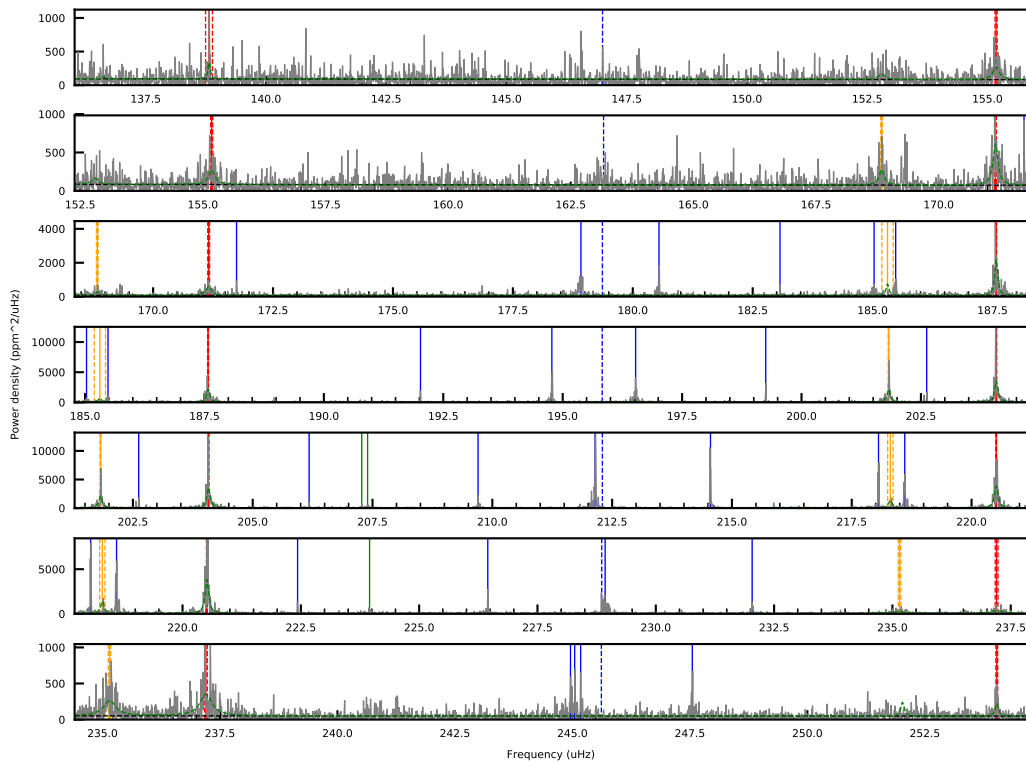 1000
500
0
137.5 140.0 142.5 145.0 147.5 150.0 152.5 155.0
1000
500
0
152.5 155.0 157.5 160.0 162.5 165.0 167.5 170.0
4000
2000
0
170.0 172.5 175.0 177.5 180.0 182.5 185.0 187.5
Power density (ppm^2/uHz)
10000
5000
0
185.0 187.5 190.0 192.5 195.0 197.5 200.0 202.5
10000
5000
0
202.5 205.0 207.5 210.0 212.5 215.0 217.5 220.0
5000
0
220.0 222.5 225.0 227.5 230.0 232.5 235.0 237.5
1000
500
0
235.0 237.5 240.0 242.5 245.0 247.5 250.0 252.5
Frequency (uHz)